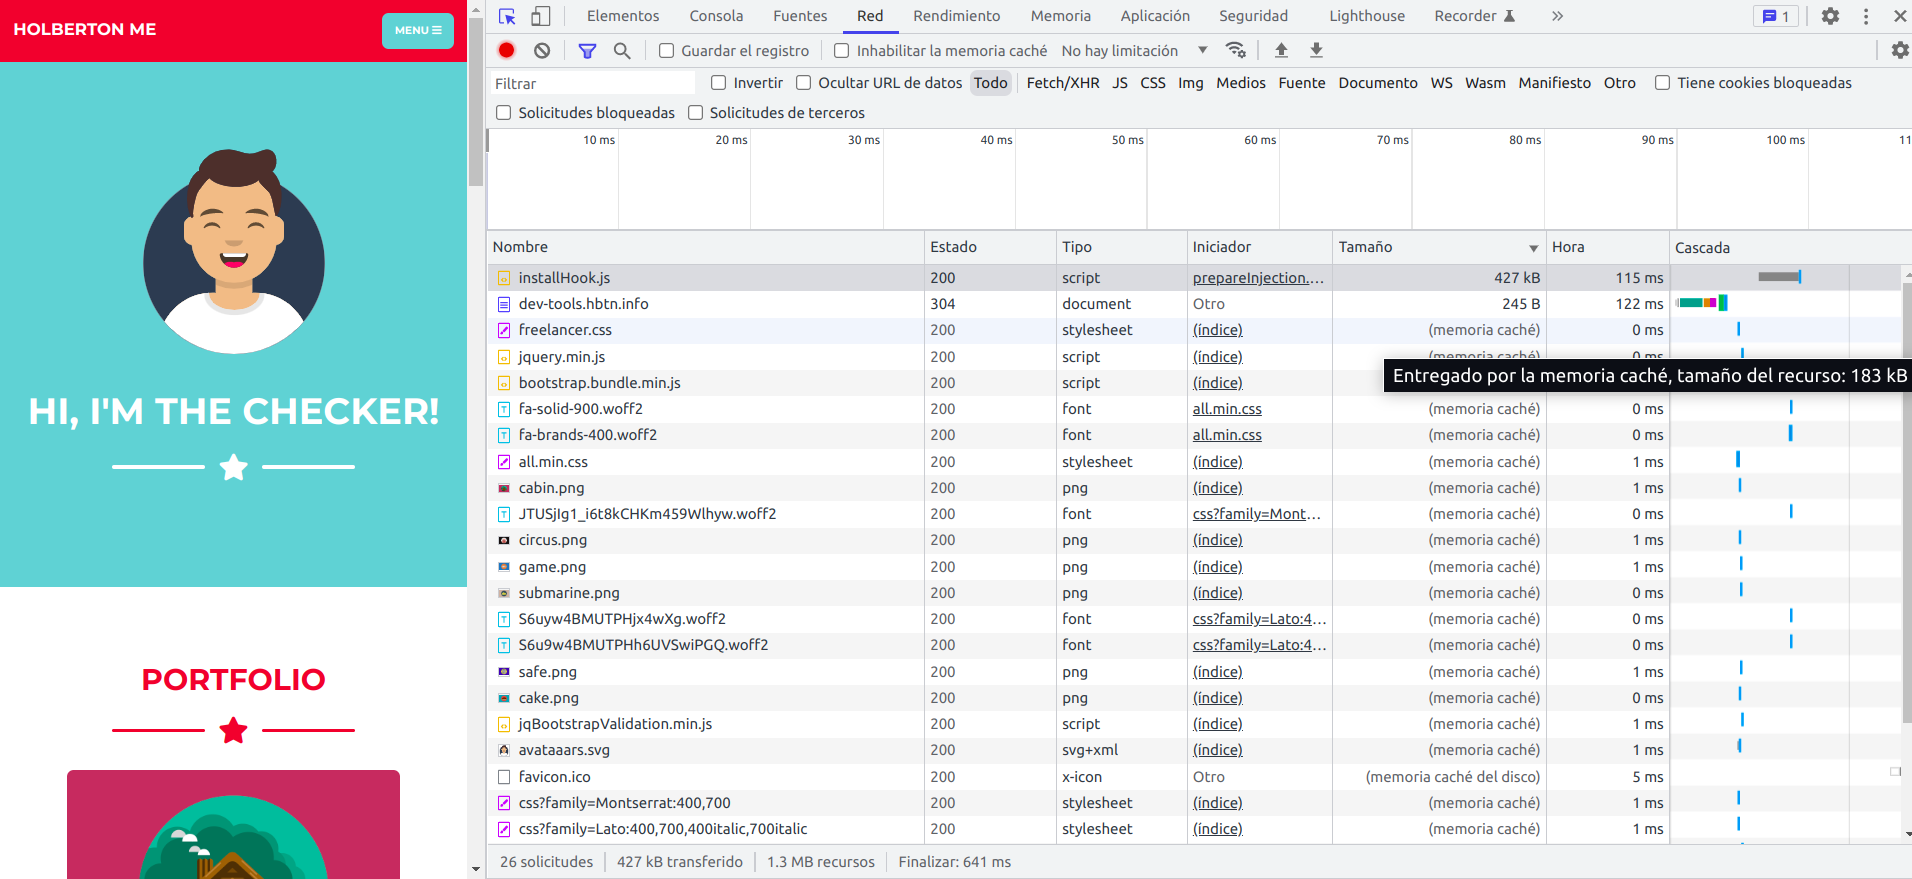 HOLBERTON ME
MENU
HI, I'M THE CHECKER!
PORTFOLIO
Elementos Consola Fuentes Red Rendimiento Memoria Aplicación Seguridad Lighthouse Recorder » 1
Guardar el registro Inhabilitar la memoria caché No hay limitación
Filtrar Invertir Ocultar URL de datos Todo Fetch/XHR JS CSS Img Medios Fuente Documento WS Wasm Manifiesto Otro Tiene cookies bloqueadas
Solicitudes bloqueadas Solicitudes de terceros
10 ms 20 ms 30 ms 40 ms 50 ms 60 ms 70 ms 80 ms 90 ms 100 ms 11
Nombre Estado Tipo Iniciador Tamaño Hora Cascada
installHook.js 200 script prepareInjection.… 427 kB 115 ms
dev-tools.hbtn.info 304 document Otro 245 B 122 ms
freelancer.css 200 stylesheet (índice) (memoria caché) 0 ms
jquery.min.js 200 script (índice) (memoria caché) 0 ms
Entregado por la memoria caché, tamaño del recurso: 183 kB
bootstrap.bundle.min.js 200 script (índice)
fa-solid-900.woff2 200 font all.min.css (memoria caché) 0 ms
fa-brands-400.woff2 200 font all.min.css (memoria caché) 0 ms
all.min.css 200 stylesheet (índice) (memoria caché) 1 ms
cabin.png 200 png (índice) (memoria caché) 1 ms
JTUSjIg1_i6t8kCHKm459Wlhyw.woff2 200 font css?family=Mont… (memoria caché) 0 ms
circus.png 200 png (índice) (memoria caché) 1 ms
game.png 200 png (índice) (memoria caché) 1 ms
submarine.png 200 png (índice) (memoria caché) 1 ms
S6uyw4BMUTPHjx4wXg.woff2 200 font css?family=Lato:4… (memoria caché) 0 ms
S6u9w4BMUTPHh6UVSwiPGQ.woff2 200 font css?family=Lato:4… (memoria caché) 0 ms
safe.png 200 png (índice) (memoria caché) 1 ms
cake.png 200 png (índice) (memoria caché) 0 ms
jqBootstrapValidation.min.js 200 script (índice) (memoria caché) 1 ms
avataaars.svg 200 svg+xml (índice) (memoria caché) 1 ms
favicon.ico 200 x-icon Otro (memoria caché del disco) 5 ms
css?family=Montserrat:400,700 200 stylesheet (índice) (memoria caché) 1 ms
css?family=Lato:400,700,400italic,700italic 200 stylesheet (índice) (memoria caché) 1 ms
26 solicitudes 427 kB transferido 1.3 MB recursos Finalizar: 641 ms